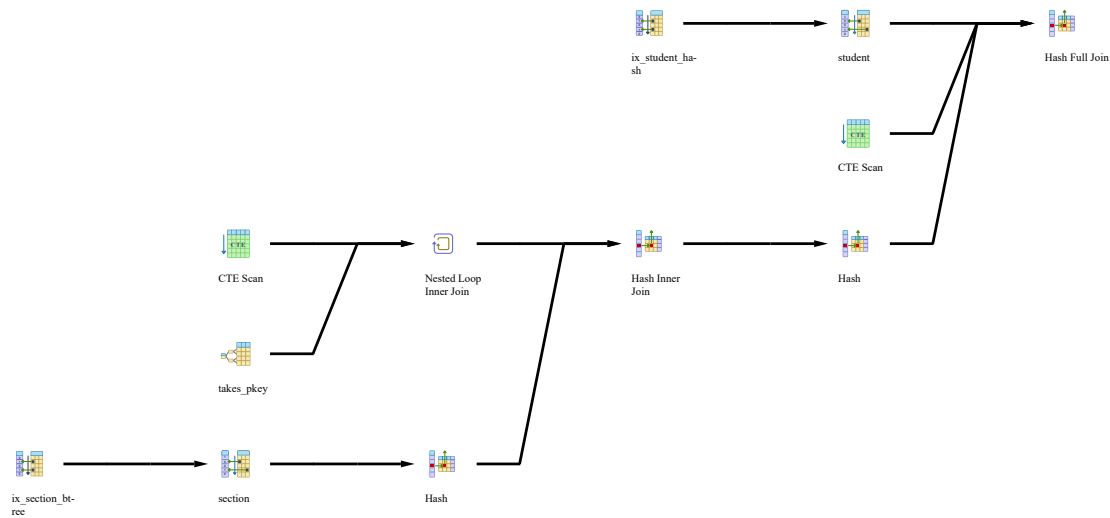 ix_student_ha-
sh
student
Hash Full Join
CTE
CTE Scan
CTE
CTE Scan
Nested Loop
Inner Join
Hash Inner
Join
Hash
takes_pkey
ix_section_bt-
ree
section
Hash